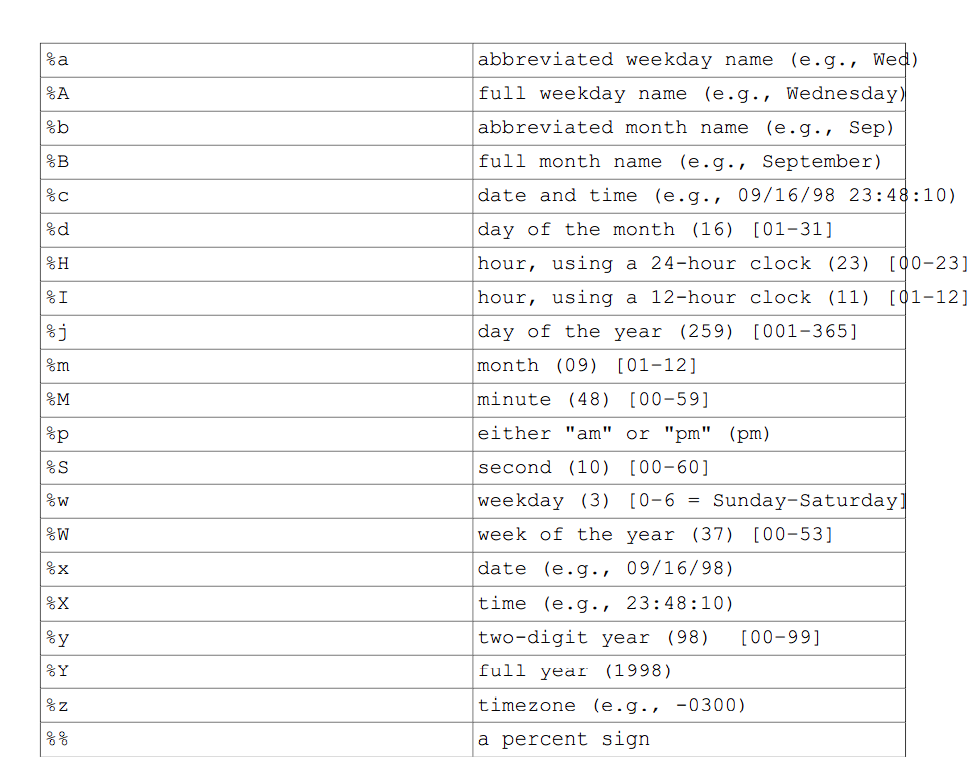 %a abbreviated weekday name (e.g., Wed)
%A full weekday name (e.g., Wednesday)
%b abbreviated month name (e.g., Sep)
%B full month name (e.g., September)
%c date and time (e.g., 09/16/98 23:48:10)
%d day of the month (16) [01-31]
%H hour, using a 24-hour clock (23) [00-23]
%I hour, using a 12-hour clock (11) [01-12]
%j day of the year (259) [001-365]
%m month (09) [01-12]
%M minute (48) [00-59]
%p either "am" or "pm" (pm)
%S second (10) [00-60]
%w weekday (3) [0-6 = Sunday-Saturday]
%W week of the year (37) [00-53]
%x date (e.g., 09/16/98)
%X time (e.g., 23:48:10)
%y two-digit year (98) [00-99]
%Y full year (1998)
%z timezone (e.g., -0300)
%% a percent sign